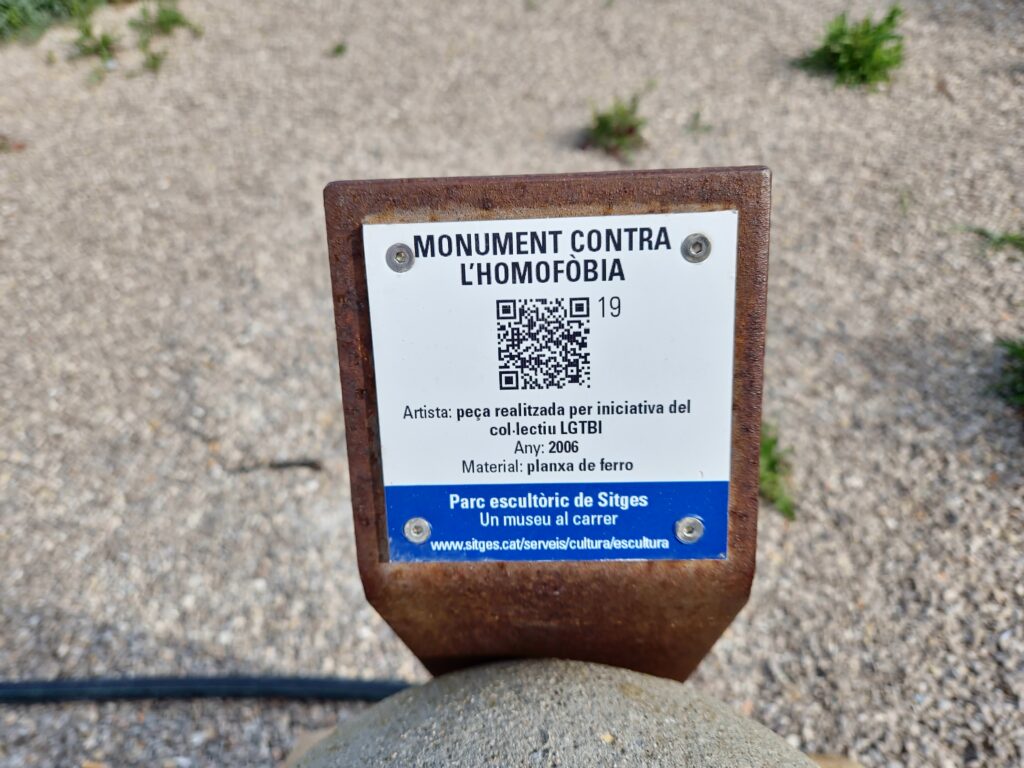 MONUMENT CONTRA
L'HOMOFÒBIA
19
Artista: peça realitzada per iniciativa del
col·lectiu LGTBI
Any: 2006
Material: planxa de ferro
Parc escultòric de Sitges
Un museu al carrer
www.sitges.cat/serveis/cultura/escultura